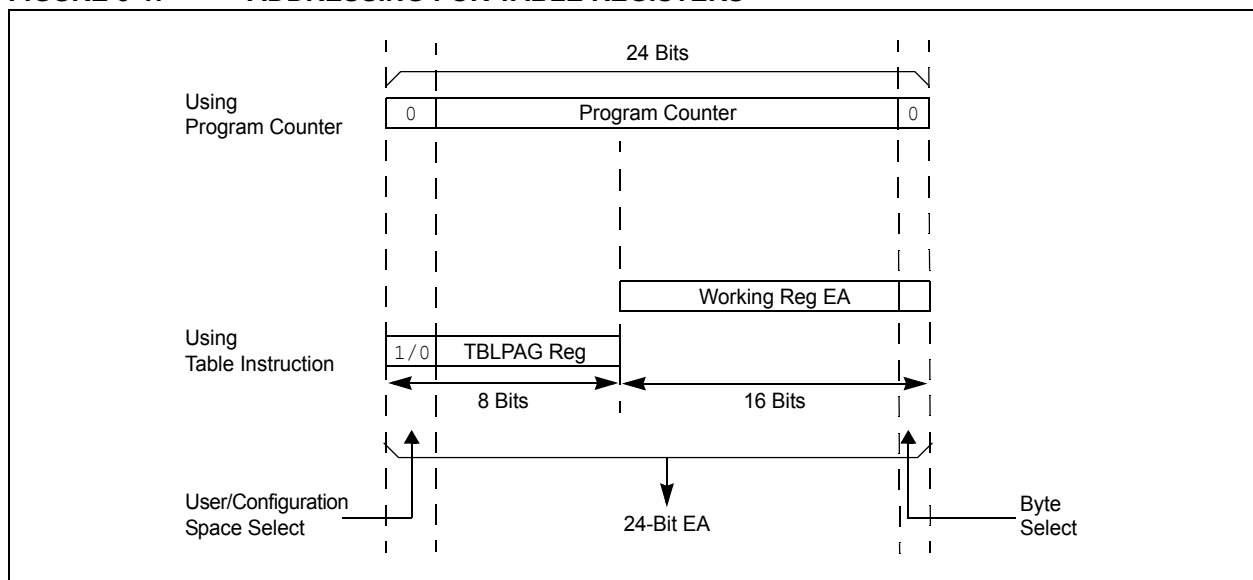 24 Bits
Using
Program Counter
0
Program Counter
0
Working Reg EA
Using
Table Instruction
1/0
TBLPAG Reg
8 Bits
16 Bits
User/Configuration
Space Select
24-Bit EA
Byte
Select